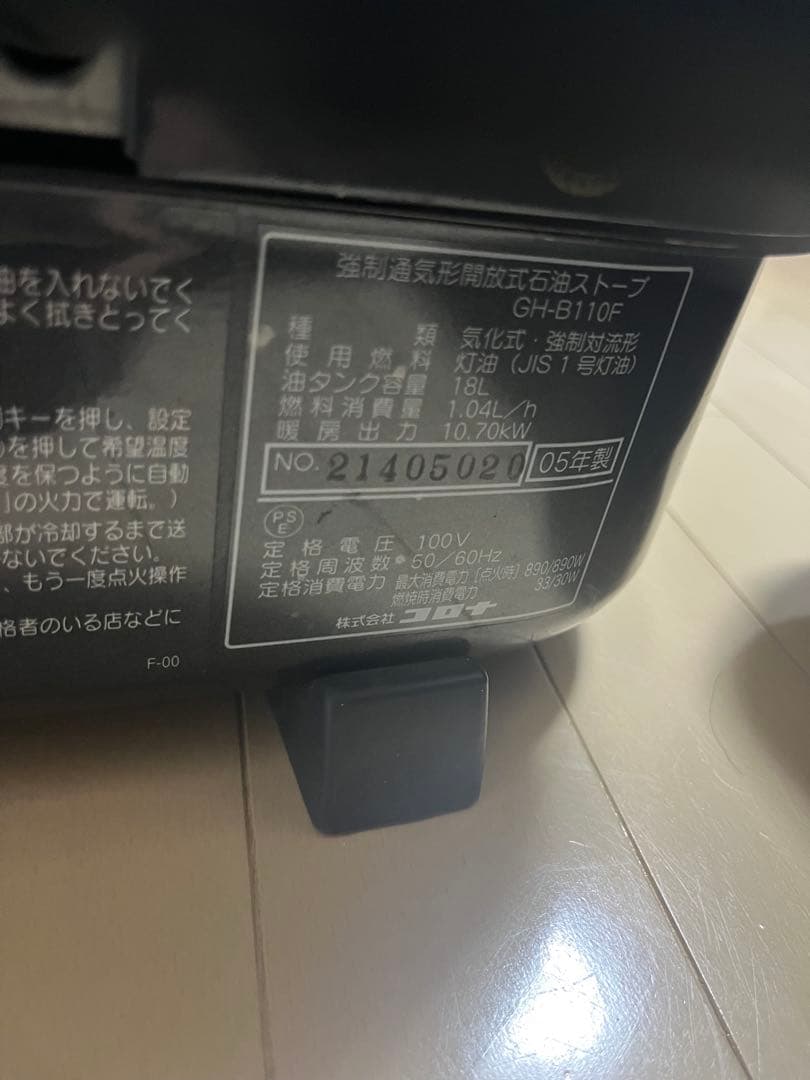 油を入れないでく
よく拭きとってく
キーを押し、設定
を押して希望温度
度を保つように自動
」の火力で運転。）
部が冷却するまで送
ないでください。
、もう一度点火操作
格者のいる店などに
F-00
強制通気形開放式石油ストーブ
GH-B110F
種類 気化式・強制対流形
使用燃料 灯油（JIS1号灯油）
油タンク容量 18L
燃料消費量 1.04L/h
暖房出力 10.70kW
NO. 21405020 05年製
PS
E
定格電圧 100V
定格周波数 50/60Hz
定格消費電力 最大消費電力〔点火時〕890/890W
燃焼時消費電力 33/30W
株式会社 コロナ